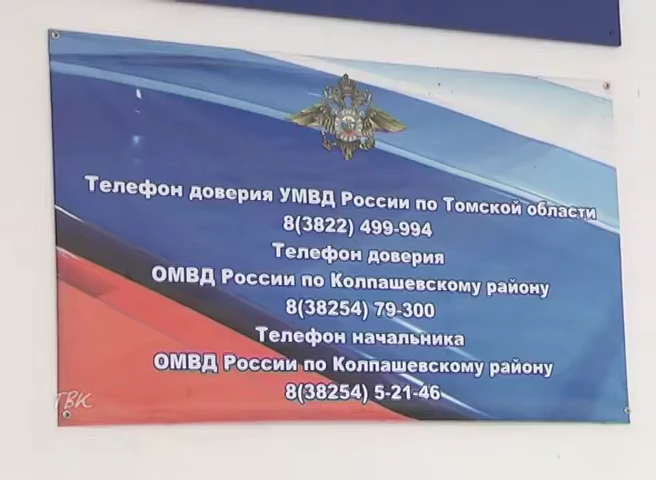 Телефон доверия УМВД России по Томской области
8(3822) 499-994
Телефон доверия
ОМВД России по Колпашевскому району
8(38254) 79-300
Телефон начальника
ОМВД России по Колпашевскому району
8(38254) 5-21-46
ТВК